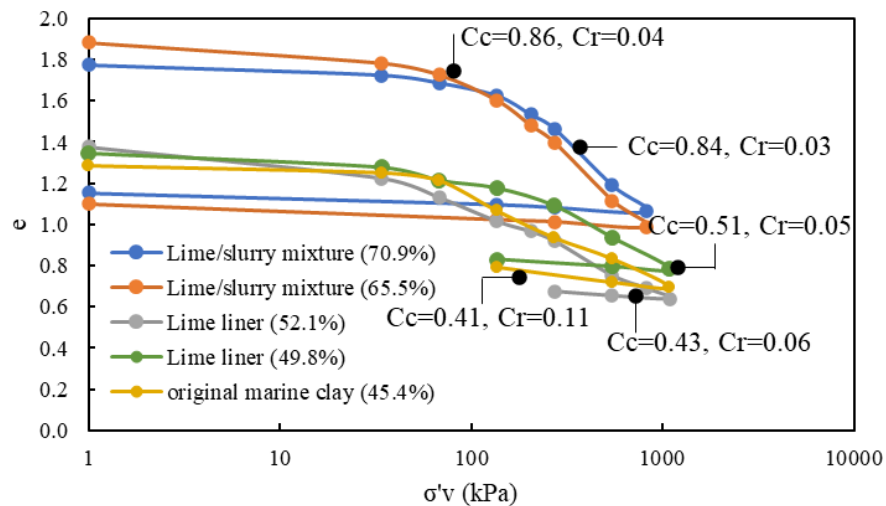 2.0
Cc=0.86, Cr=0.04
1.8
1.6
1.4
Cc=0.84, Cr=0.03
1.2
e
1.0
Cc=0.51, Cr=0.05
Lime/slurry mixture (70.9%)
0.8
Lime/slurry mixture (65.5%)
0.6
Lime liner (52.1%)
Cc=0.41, Cr=0.11
Cc=0.43, Cr=0.06
0.4
Lime liner (49.8%)
0.2
original marine clay (45.4%)
0.0
1 10 100 1000 10000
σ'v (kPa)